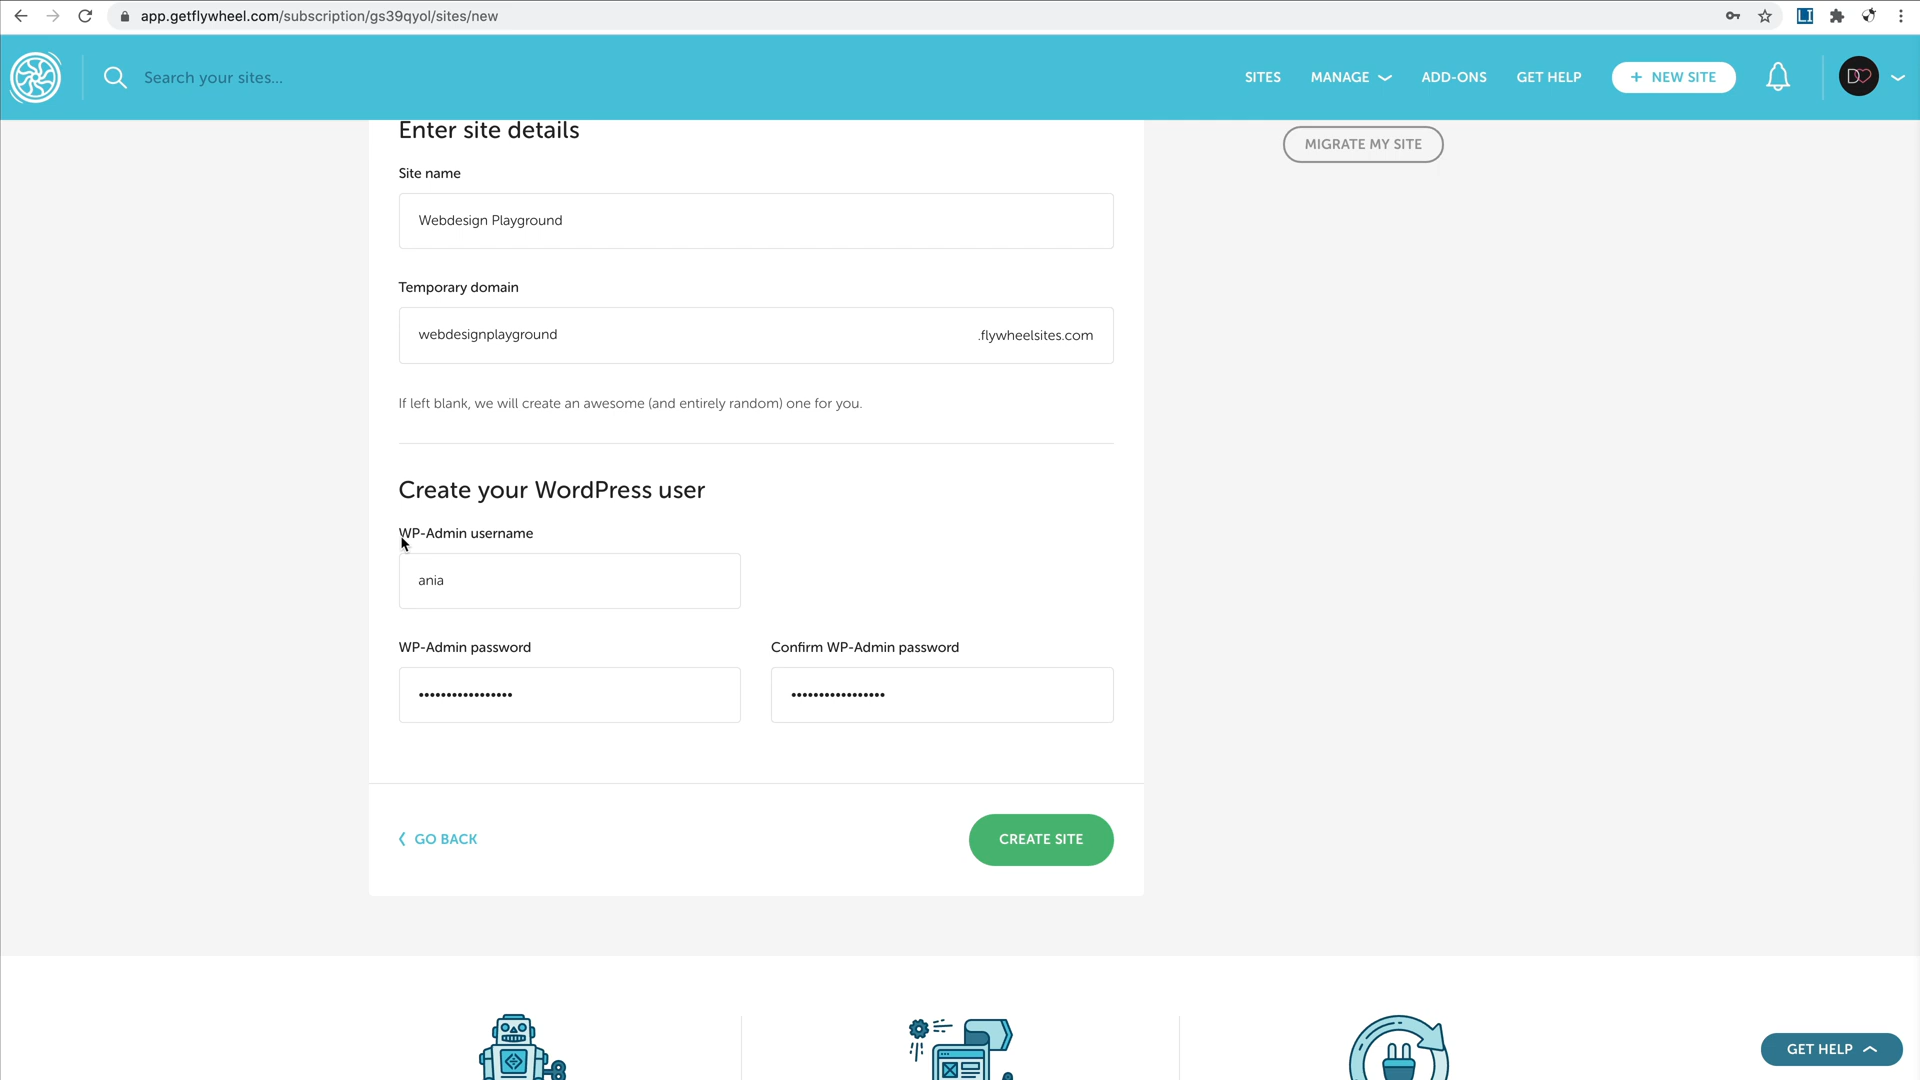 app.getflywheel.com/subscription/gs39qyol/sites/new
Search your sites...
SITES
MANAGE
ADD-ONS
GET HELP
+ NEW SITE
D
Enter site details
MIGRATE MY SITE
Site name
Webdesign Playground
Temporary domain
webdesignplayground
.flywheelsites.com
If left blank, we will create an awesome (and entirely random) one for you.
Create your WordPress user
WP-Admin username
ania
WP-Admin password
Confirm WP-Admin password
•••••••••••••••••
•••••••••••••••••
GO BACK
CREATE SITE
GET HELP